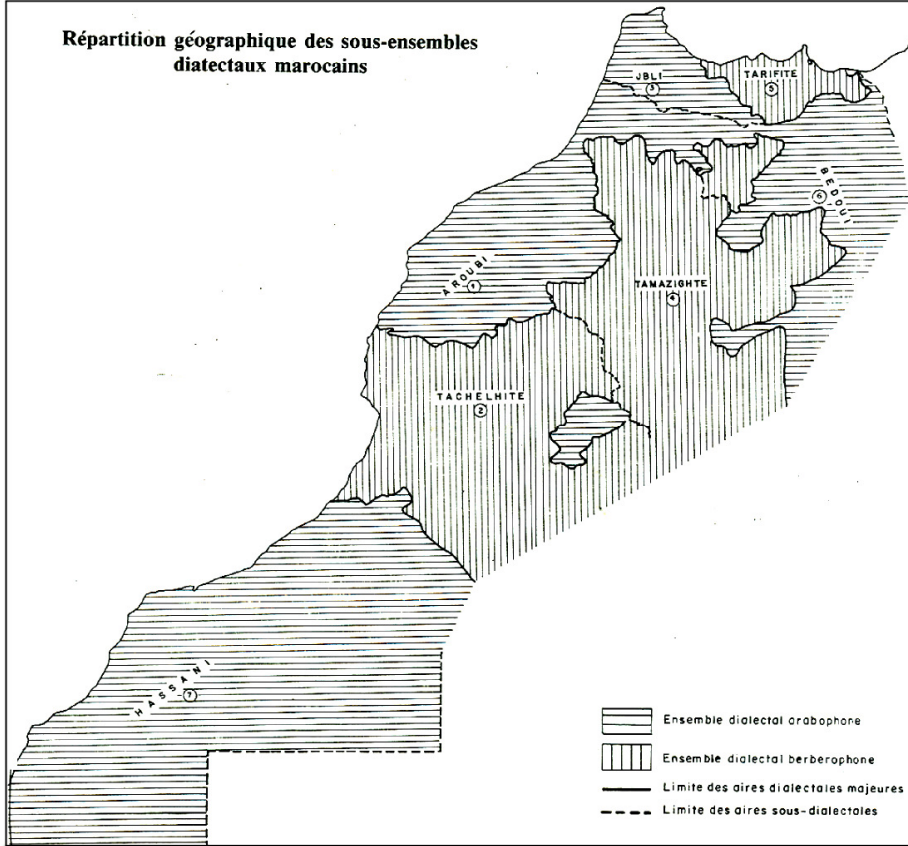 Répartition géographique des sous-ensembles
diatectaux marocains
JBLI
3
TARIFITE
5
BEDOUI
6
AROUBI
1
TAMAZIGHTE
4
TACHELHITE
2
HASSANI
7
Ensemble dialectal arabophone
Ensemble dialectal berberophone
Limite des aires dialectales majeures
Limite des aires sous-dialectales